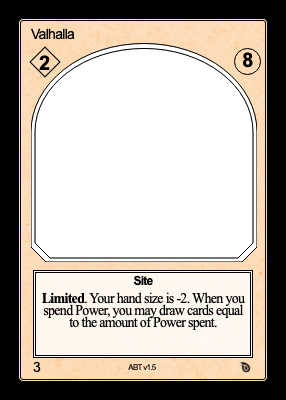 Valhalla
2
8
Site
Limited. Your hand size is -2. When you
spend Power, you may draw cards equal
to the amount of Power spent.
3
ABT v1.5